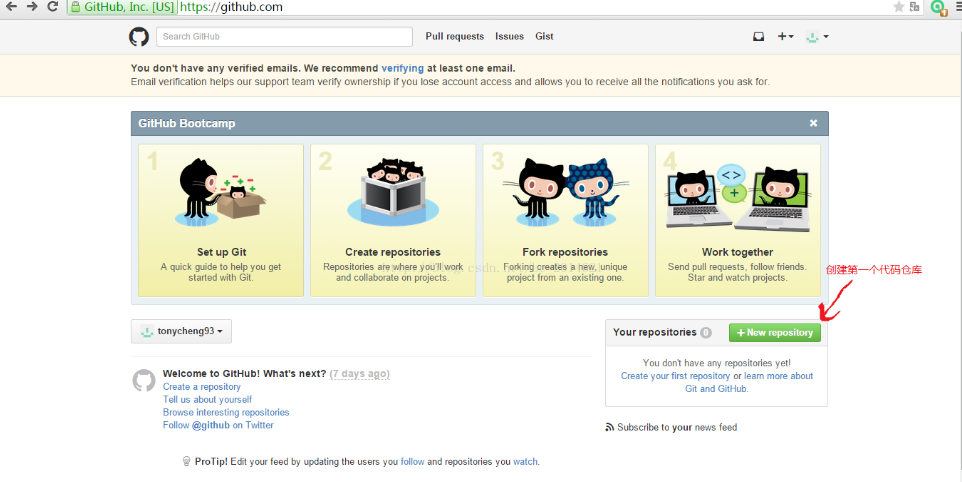 GitHub, Inc. [US] https://github.com
Search GitHub
Pull requests Issues Gist
You don't have any verified emails. We recommend verifying at least one email.
Email verification helps our support team verify ownership if you lose account access and allows you to receive all the notifications you ask for.
GitHub Bootcamp
1
Set up Git
A quick guide to help you get
started with Git.
2
Create repositories
Repositories are where you'll work
and collaborate on projects.
3
Fork repositories
Forking creates a new, unique
project from an existing one.
4
Work together
Send pull requests, follow friends.
Star and watch projects.
创建第一个代码仓库
tonycheng93
Welcome to GitHub! What's next? (7 days ago)
Create a repository
Tell us about yourself
Browse interesting repositories
Follow @github on Twitter
ProTip! Edit your feed by updating the users you follow and repositories you watch.
Your repositories 0
New repository
You don't have any repositories yet!
Create your first repository or learn more about
Git and GitHub.
Subscribe to your news feed